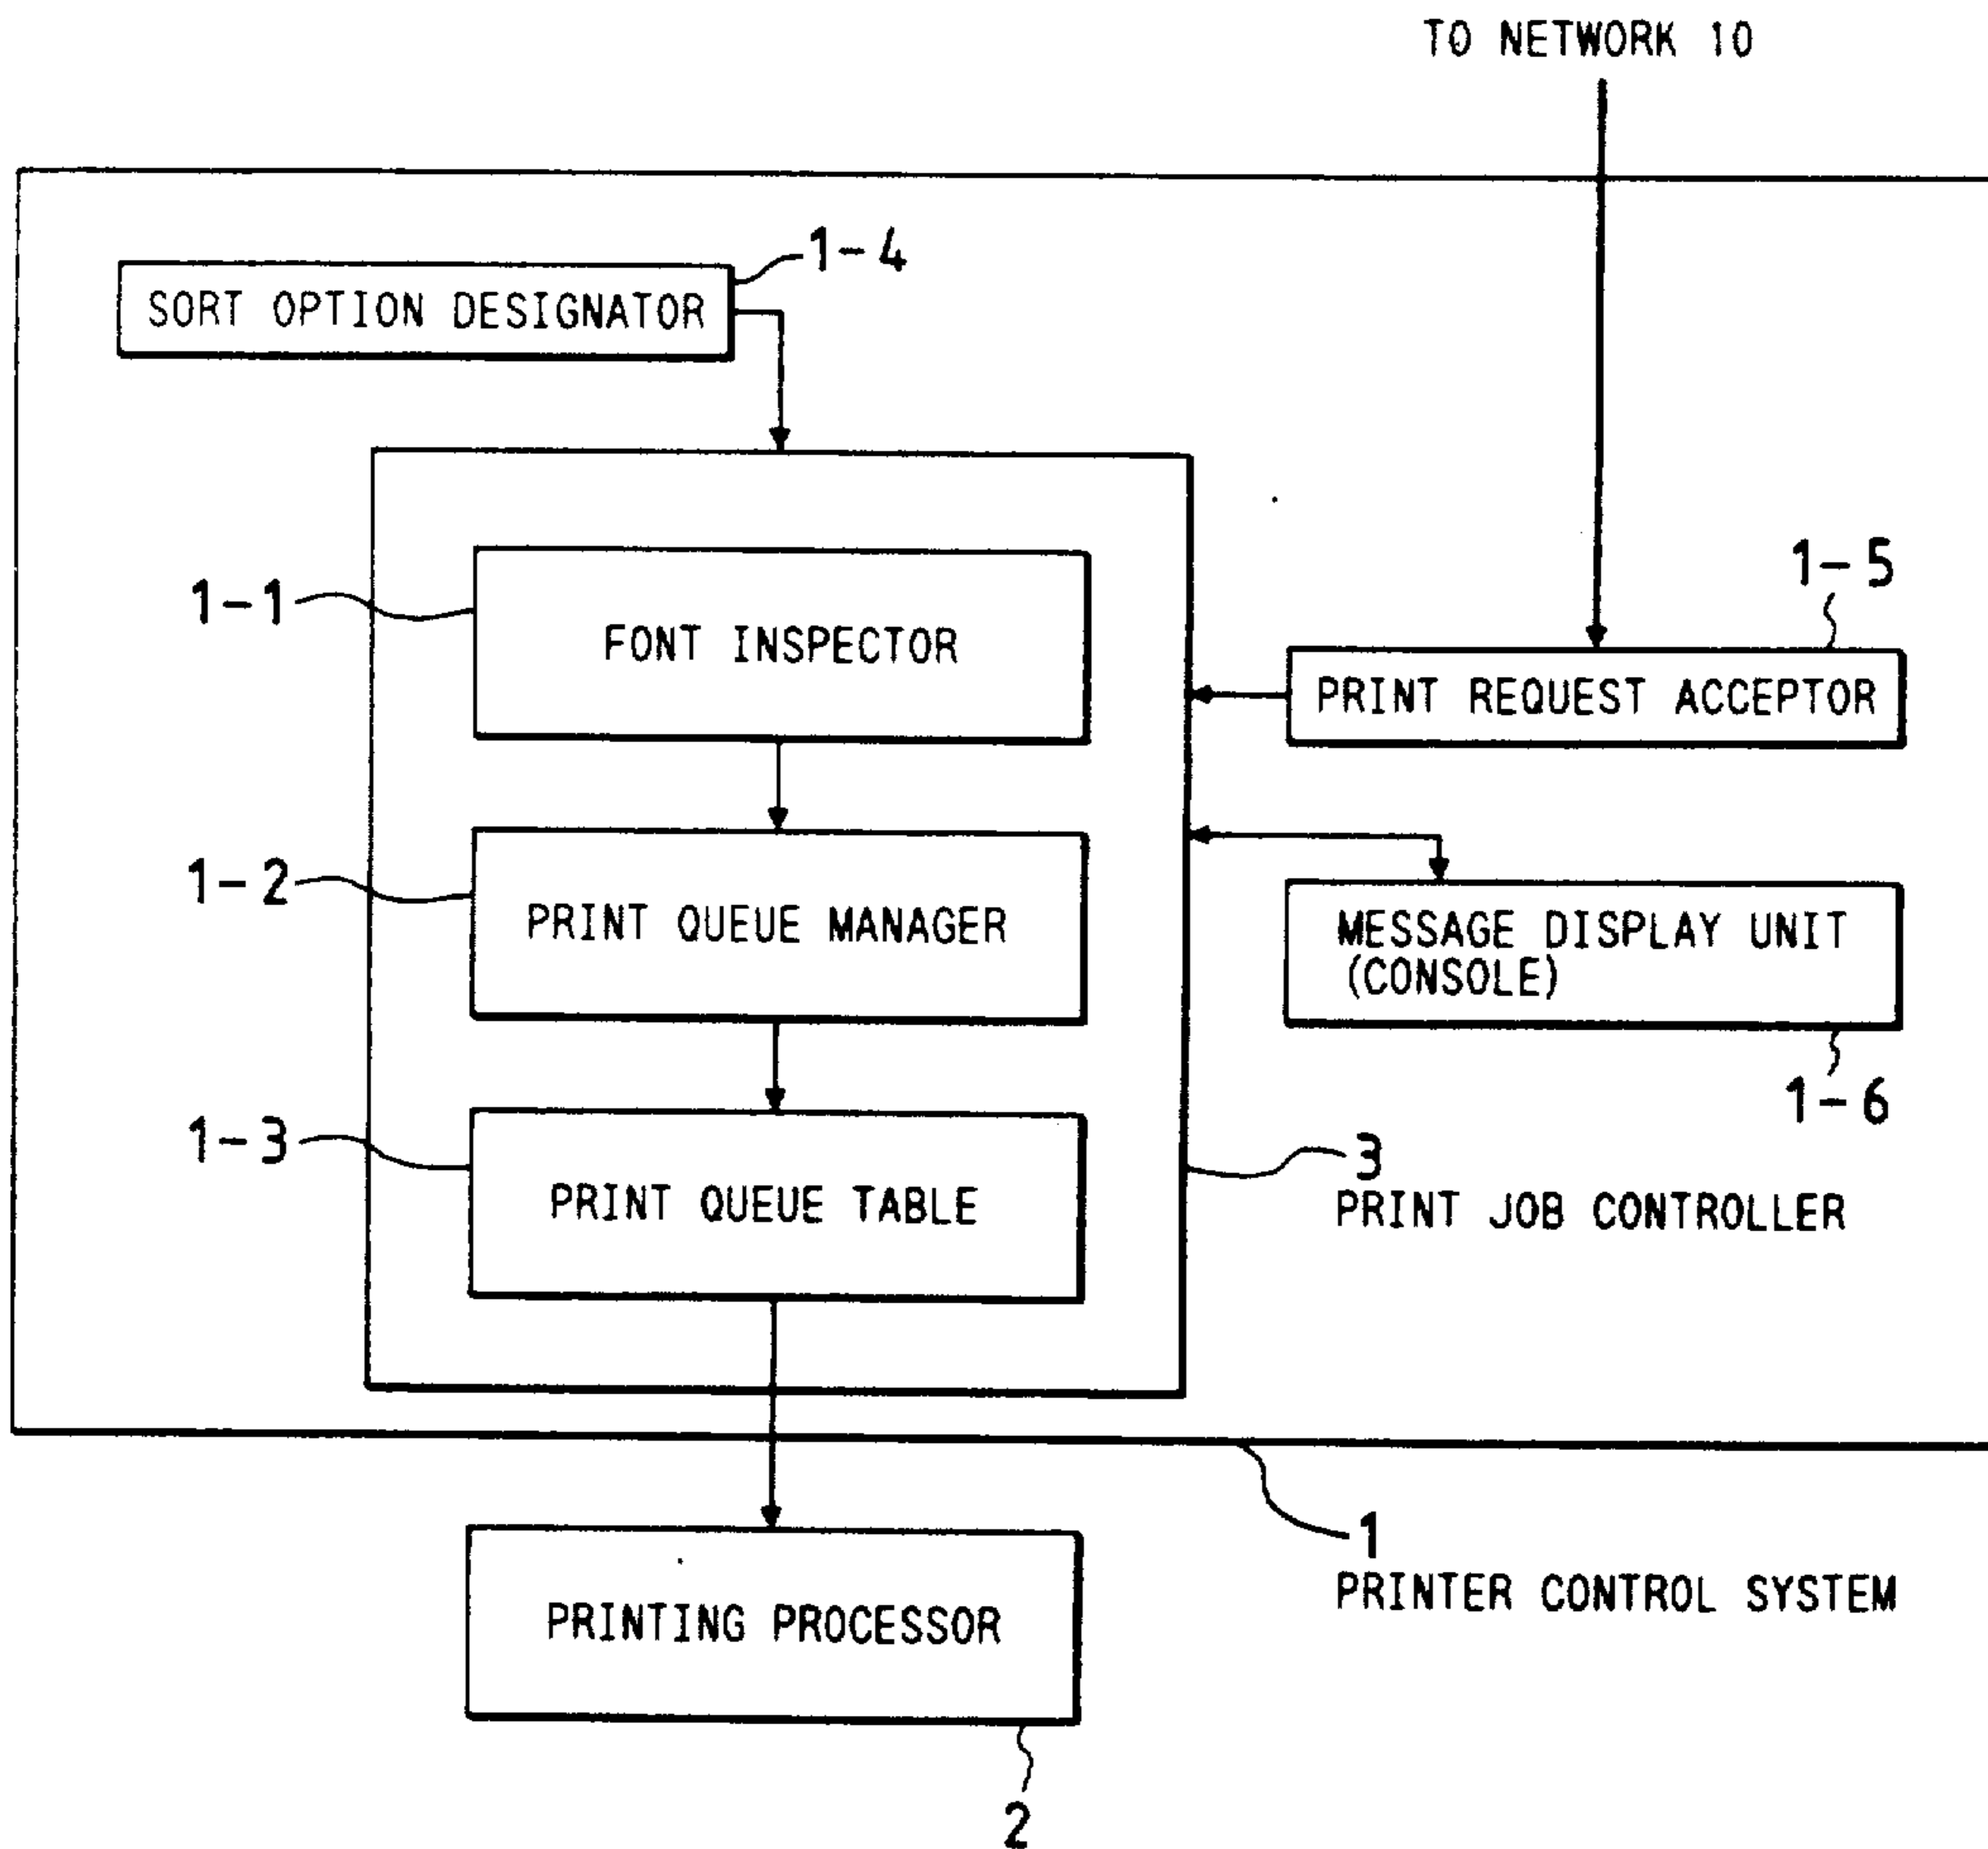 TO NETWORK 10
1-4
SORT OPTION DESIGNATOR
1-1
FONT INSPECTOR
1-5
PRINT REQUEST ACCEPTOR
1-2
PRINT QUEUE MANAGER
MESSAGE DISPLAY UNIT
(CONSOLE)
1-6
1-3
PRINT QUEUE TABLE
3
PRINT JOB CONTROLLER
1
PRINTER CONTROL SYSTEM
PRINTING PROCESSOR
2